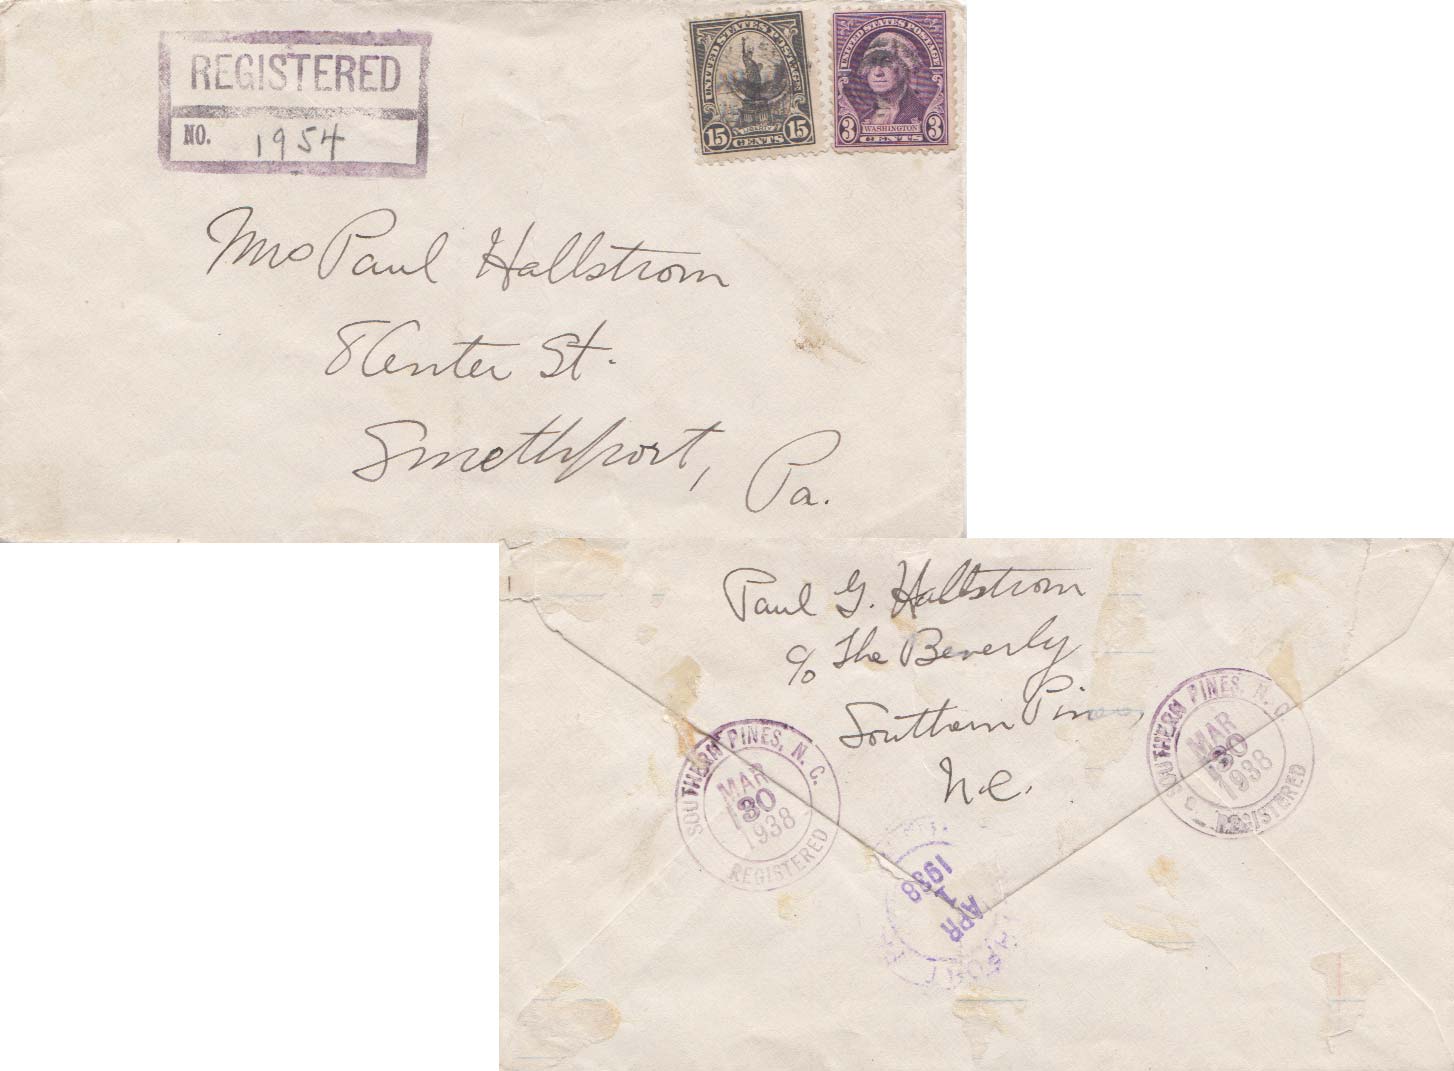 REGISTERED
NO. 1954
UNITED STATES POSTAGE
15 LIBERTY 15
CENTS
UNITED STATES POSTAGE
3 WASHINGTON 3
CENTS
Mrs Paul Hallstrom
8 Center St.
Smethport, Pa.
Paul G. Hallstrom
c/o The Beverly
Southern Pines,
N.C.
SOUTHERN PINES, N. C.
MAR
30
1938
REGISTERED
SOUTHERN PINES, N. C.
MAR
30
1938
REGISTERED
APR
1
1938